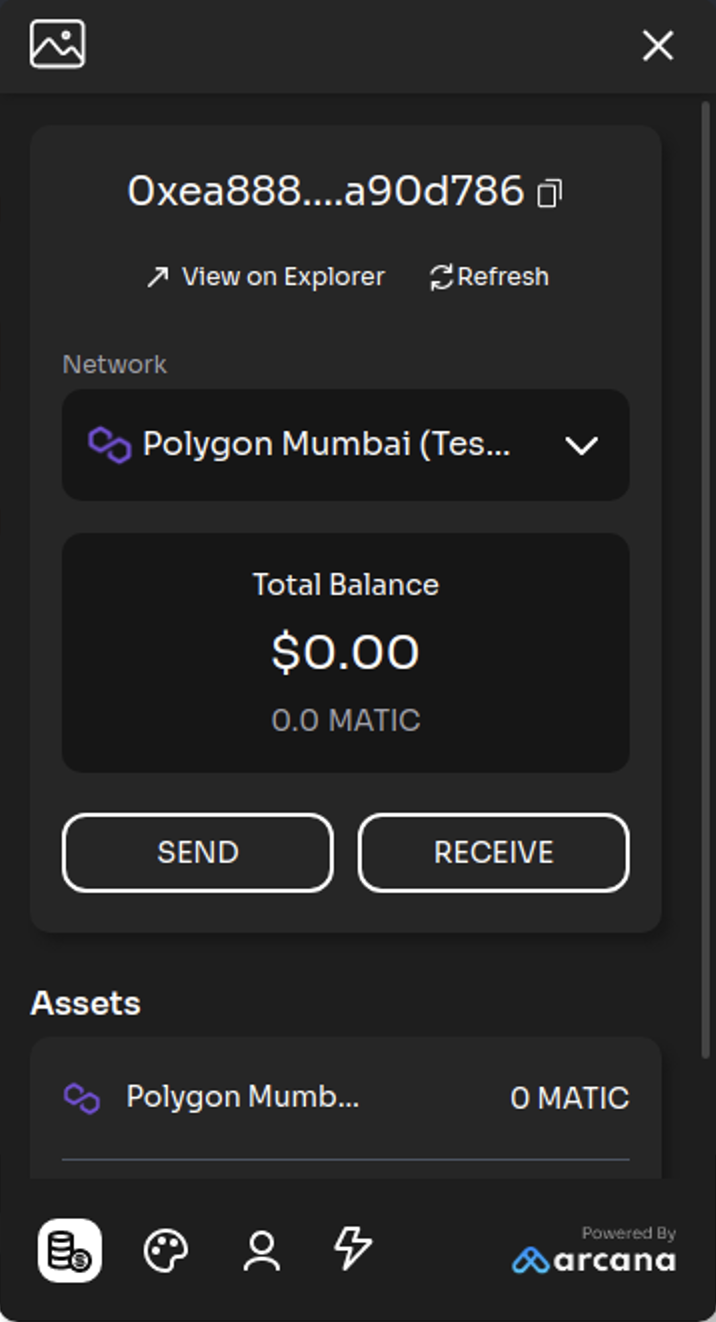 0xea888....a90d786
View on Explorer Refresh
Network
Polygon Mumbai (Tes...
Total Balance
$0.00
0.0 MATIC
SEND RECEIVE
Assets
Polygon Mumb... 0 MATIC
Powered By
arcana